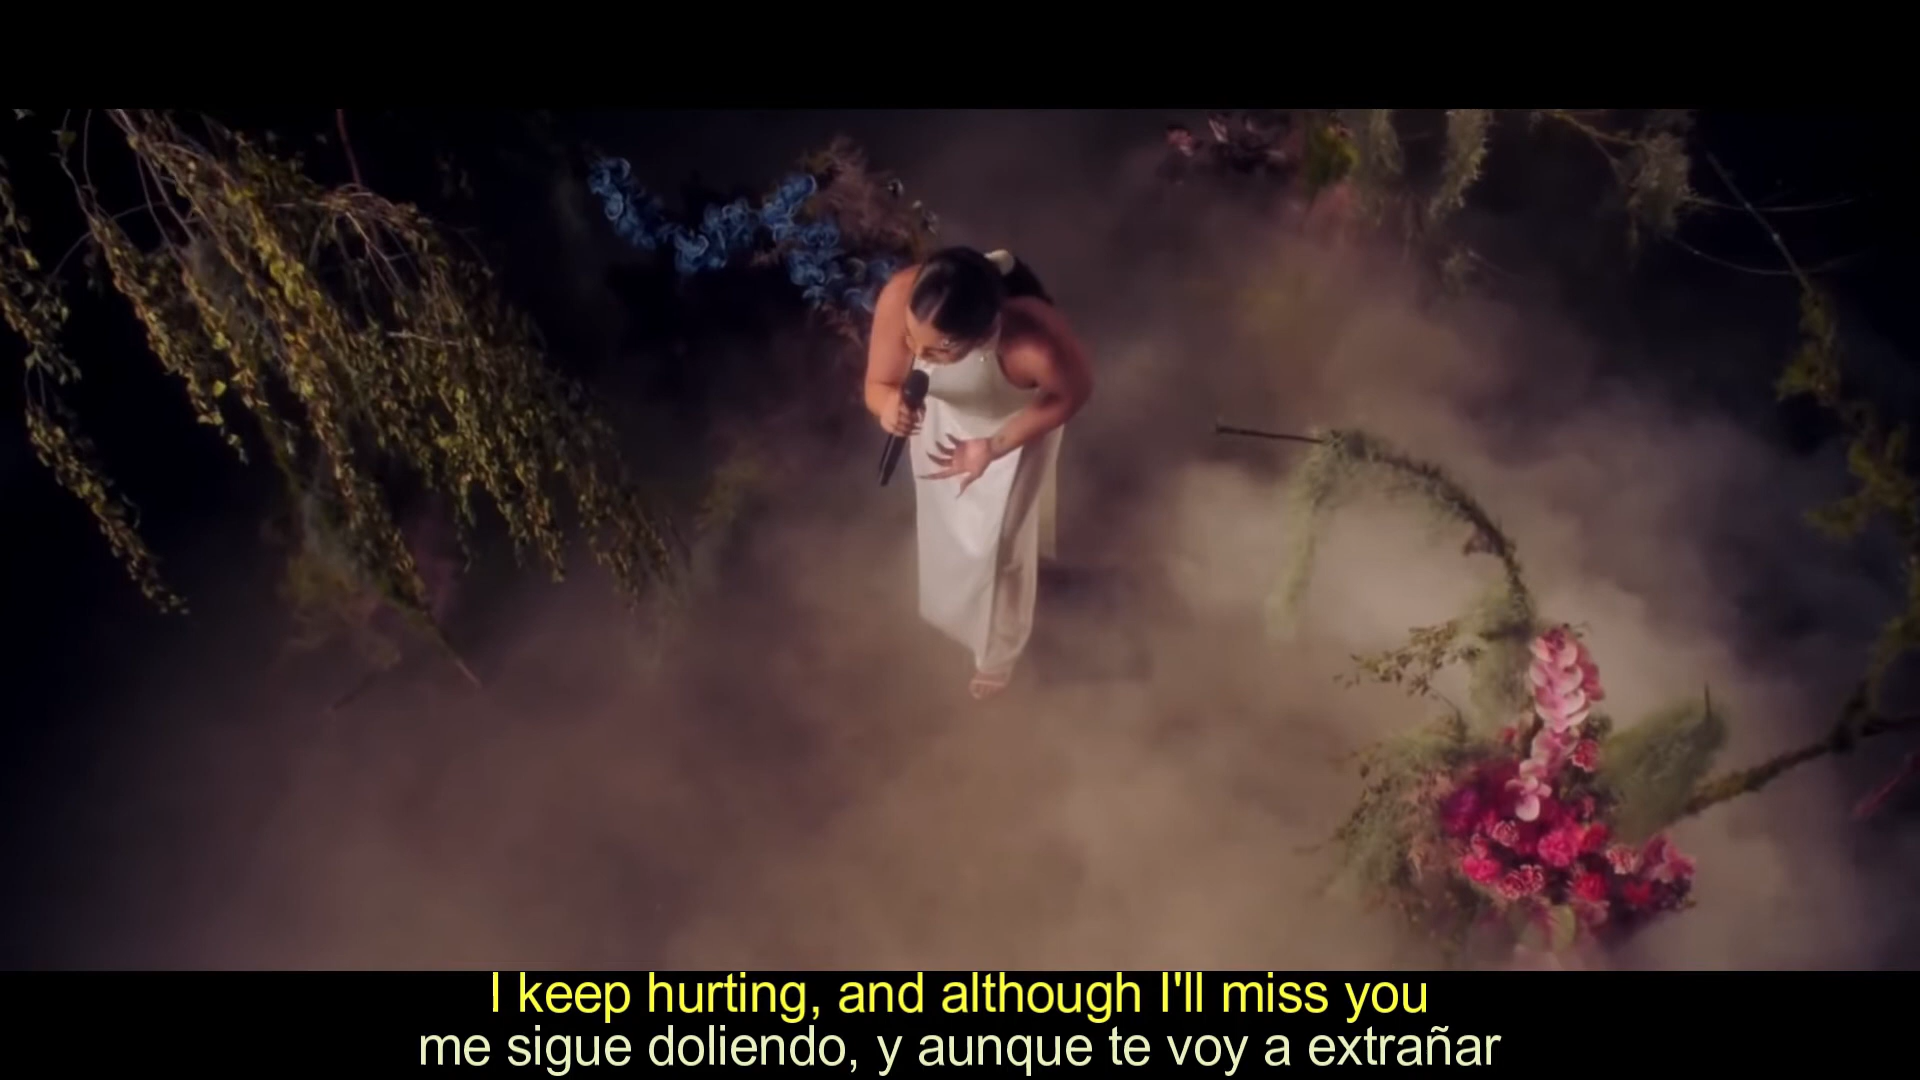 I keep hurting, and although I'll miss you
me sigue doliendo, y aunque te voy a extrañar